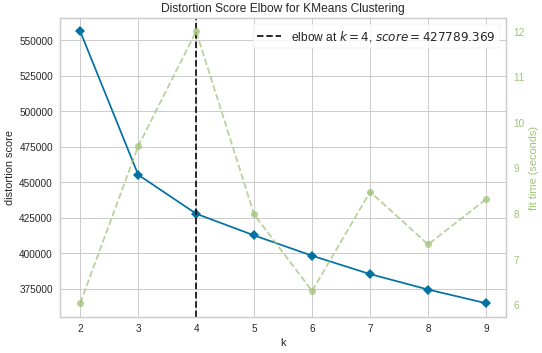 Distortion Score Elbow for KMeans Clustering
elbow at k = 4, score = 427789.369
distortion score
550000
525000
500000
475000
450000
425000
400000
375000
12
11
10
9
8
7
6
fit time (seconds)
2 3 4 5 6 7 8 9
k